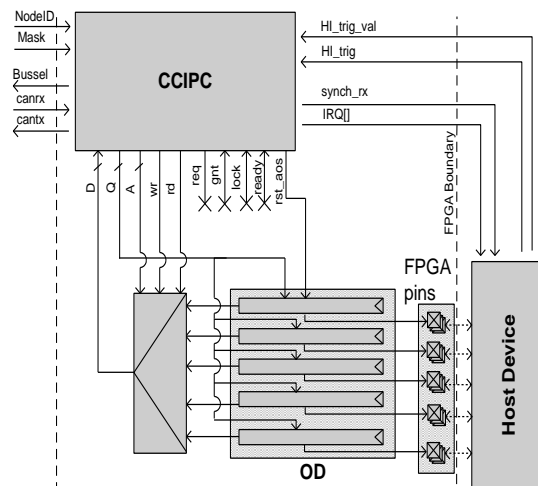 NodeID
Mask
Bussel
canrx
cantx
CCIPC
HI_trig_val
HI_trig
synch_rx
IRQ[]
D
Q
A
wr
rd
req
gnt
lock
ready
rst_aos
FPGA Boundary
FPGA
pins
Host Device
OD